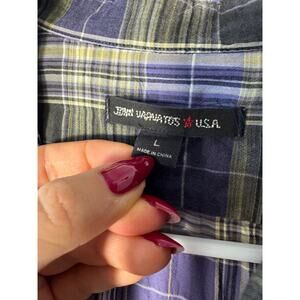 JOHN VARVATOS ★ U.S.A.
L
MADE IN CHINA